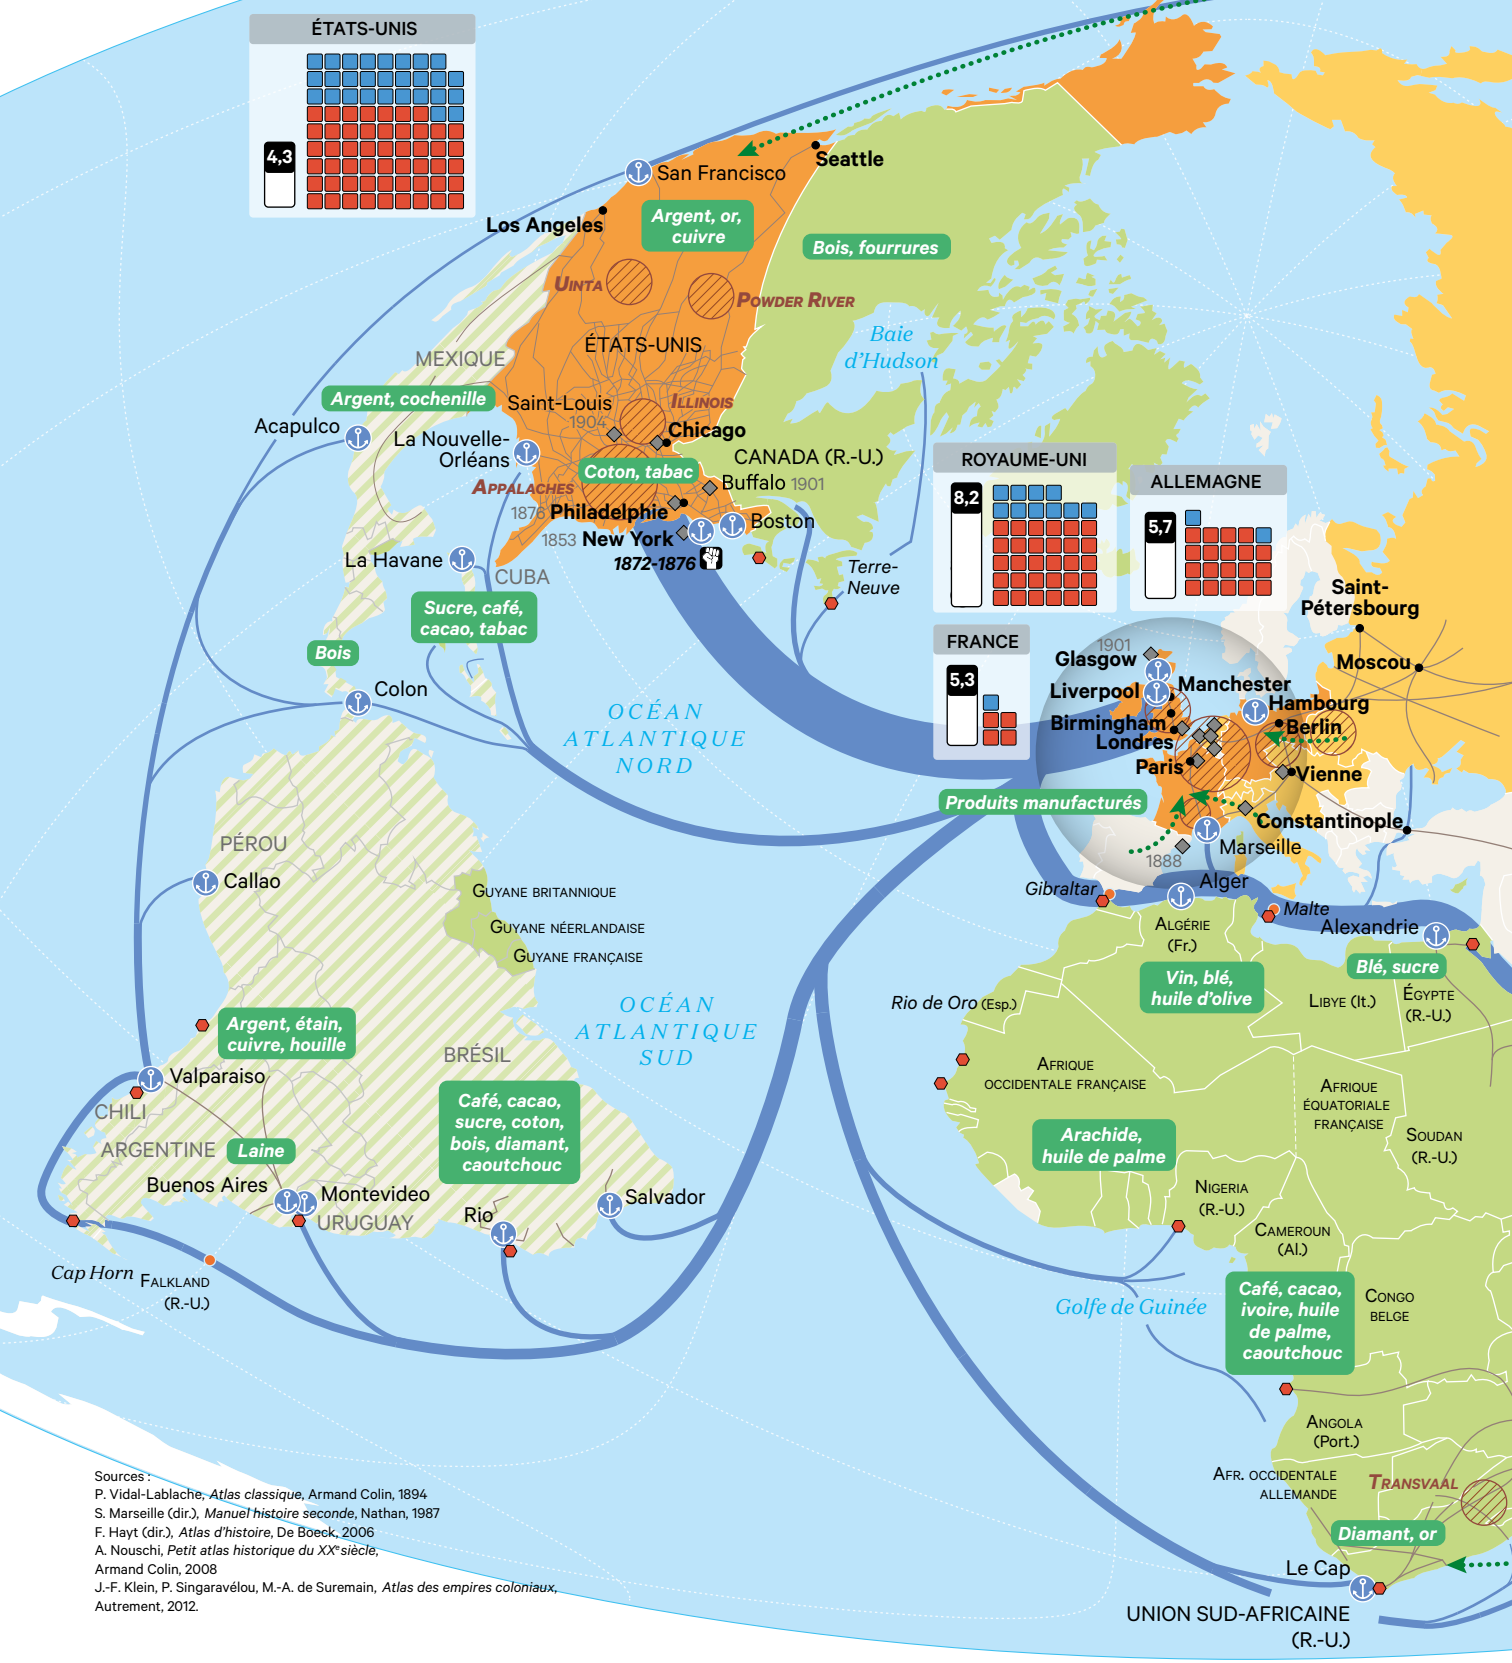 ÉTATS-UNIS
4,3
San Francisco
Seattle
Los Angeles
Argent, or,
cuivre
Bois, fourrures
UINTA
POWDER RIVER
Baie
d'Hudson
ÉTATS-UNIS
MEXIQUE
Argent, cochenille
Saint-Louis
1904
ILLINOIS
Chicago
Acapulco
La Nouvelle-
Orléans
CANADA (R.-U.)
Coton, tabac
APPALACHES
Buffalo 1901
1876 Philadelphie
Boston
1853 New York
1872-1876
La Havane
CUBA
Terre-
Neuve
Sucre, café,
cacao, tabac
Bois
Colon
ROYAUME-UNI
8,2
ALLEMAGNE
5,7
FRANCE
5,3
Saint-
Pétersbourg
Moscou
1901
Glasgow
Liverpool
Manchester
Hambourg
Birmingham
Berlin
Londres
Paris
Vienne
Produits manufacturés
Constantinople
Marseille
1888
OCÉAN
ATLANTIQUE
NORD
PÉROU
Callao
GUYANE BRITANNIQUE
GUYANE NÉERLANDAISE
GUYANE FRANÇAISE
Gibraltar
Alger
Malte
Alexandrie
ALGÉRIE
(Fr.)
Vin, blé,
huile d'olive
Blé, sucre
Rio de Oro (Esp.)
LIBYE (It.)
ÉGYPTE
(R.-U.)
OCÉAN
ATLANTIQUE
SUD
Argent, étain,
cuivre, houille
BRÉSIL
Valparaiso
CHILI
Café, cacao,
sucre, coton,
bois, diamant,
caoutchouc
ARGENTINE
Laine
Buenos Aires
Montevideo
URUGUAY
Rio
Salvador
Cap Horn
FALKLAND
(R.-U.)
AFRIQUE
OCCIDENTALE FRANÇAISE
AFRIQUE
ÉQUATORIALE
FRANÇAISE
SOUDAN
(R.-U.)
Arachide,
huile de palme
NIGERIA
(R.-U.)
CAMEROUN
(Al.)
Golfe de Guinée
Café, cacao,
ivoire, huile
de palme,
caoutchouc
CONGO
BELGE
ANGOLA
(Port.)
AFR. OCCIDENTALE
ALLEMANDE
TRANSVAAL
Diamant, or
Le Cap
UNION SUD-AFRICAINE
(R.-U.)
Sources :
P. Vidal-Lablache, Atlas classique, Armand Colin, 1894
S. Marseille (dir.), Manuel histoire seconde, Nathan, 1987
F. Hayt (dir.), Atlas d'histoire, De Boeck, 2006
A. Nouschi, Petit atlas historique du XXe siècle,
Armand Colin, 2008
J.-F. Klein, P. Singaravélou, M.-A. de Suremain, Atlas des empires coloniaux,
Autrement, 2012.